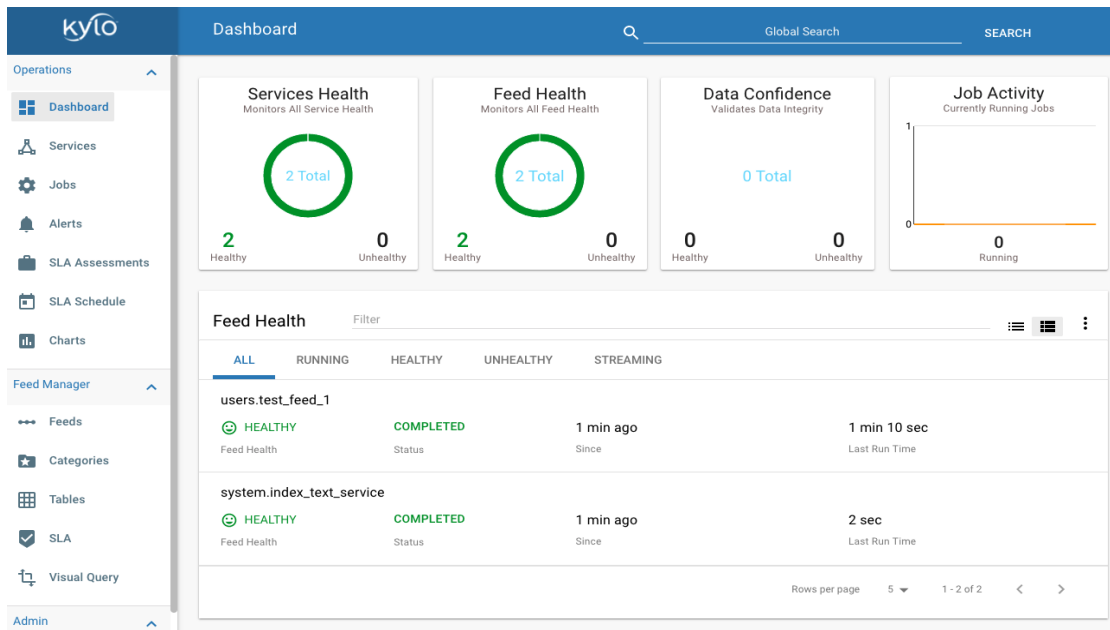 kylo
Dashboard
Global Search
SEARCH
Operations
Dashboard
Services
Jobs
Alerts
SLA Assessments
SLA Schedule
Charts
Feed Manager
Feeds
Categories
Tables
SLA
Visual Query
Admin
Services Health
Monitors All Service Health
2 Total
2
Healthy
0
Unhealthy
Feed Health
Monitors All Feed Health
2 Total
2
Healthy
0
Unhealthy
Data Confidence
Validates Data Integrity
0 Total
0
Healthy
0
Unhealthy
Job Activity
Currently Running Jobs
1
0
0
Running
Feed Health
Filter
ALL RUNNING HEALTHY UNHEALTHY STREAMING
users.test_feed_1
HEALTHY COMPLETED 1 min ago 1 min 10 sec
Feed Health Status Since Last Run Time
system.index_text_service
HEALTHY COMPLETED 1 min ago 2 sec
Feed Health Status Since Last Run Time
Rows per page 5 1 - 2 of 2